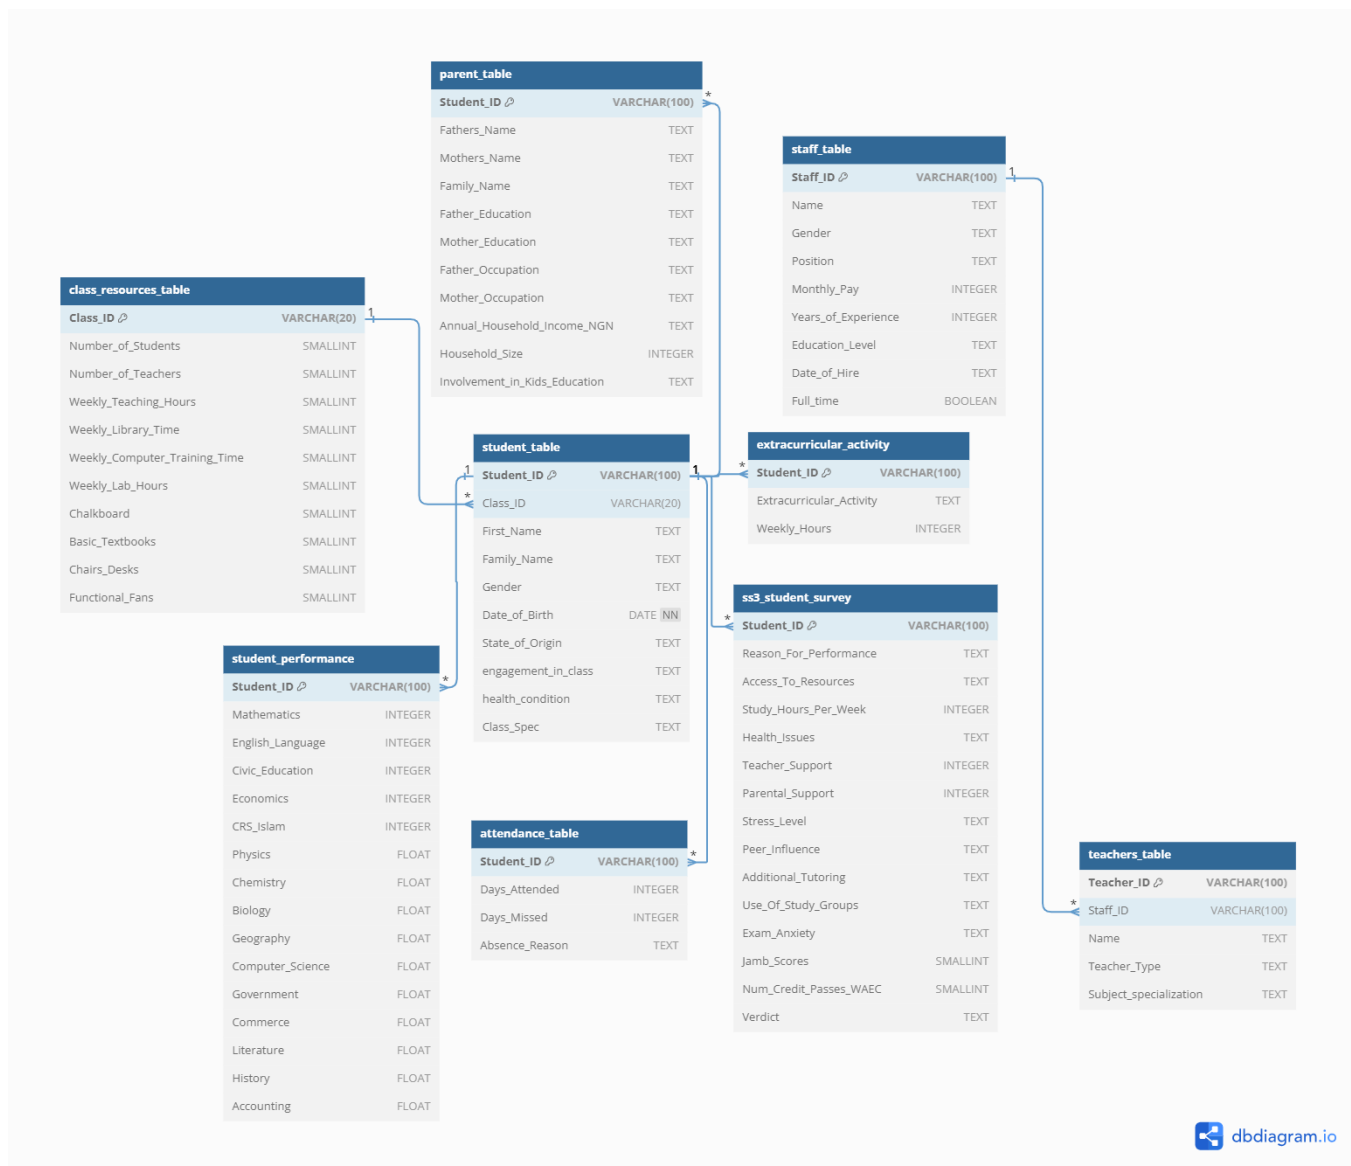 parent_table
Student_ID VARCHAR(100)
Fathers_Name TEXT
Mothers_Name TEXT
Family_Name TEXT
Father_Education TEXT
Mother_Education TEXT
Father_Occupation TEXT
Mother_Occupation TEXT
Annual_Household_Income_NGN TEXT
Household_Size INTEGER
Involvement_in_Kids_Education TEXT
*
staff_table
Staff_ID VARCHAR(100)
Name TEXT
Gender TEXT
Position TEXT
Monthly_Pay INTEGER
Years_of_Experience INTEGER
Education_Level TEXT
Date_of_Hire TEXT
Full_time BOOLEAN
1
class_resources_table
Class_ID VARCHAR(20)
Number_of_Students SMALLINT
Number_of_Teachers SMALLINT
Weekly_Teaching_Hours SMALLINT
Weekly_Library_Time SMALLINT
Weekly_Computer_Training_Time SMALLINT
Weekly_Lab_Hours SMALLINT
Chalkboard SMALLINT
Basic_Textbooks SMALLINT
Chairs_Desks SMALLINT
Functional_Fans SMALLINT
1
student_table
1 Student_ID VARCHAR(100) 1
* Class_ID VARCHAR(20)
First_Name TEXT
Family_Name TEXT
Gender TEXT
Date_of_Birth DATE NN
State_of_Origin TEXT
engagement_in_class TEXT
health_condition TEXT
Class_Spec TEXT
extracurricular_activity
* Student_ID VARCHAR(100)
Extracurricular_Activity TEXT
Weekly_Hours INTEGER
ss3_student_survey
* Student_ID VARCHAR(100)
Reason_For_Performance TEXT
Access_To_Resources TEXT
Study_Hours_Per_Week INTEGER
Health_Issues TEXT
Teacher_Support INTEGER
Parental_Support INTEGER
Stress_Level TEXT
Peer_Influence TEXT
Additional_Tutoring TEXT
Use_Of_Study_Groups TEXT
Exam_Anxiety TEXT
Jamb_Scores SMALLINT
Num_Credit_Passes_WAEC SMALLINT
Verdict TEXT
student_performance
Student_ID VARCHAR(100) *
Mathematics INTEGER
English_Language INTEGER
Civic_Education INTEGER
Economics INTEGER
CRS_Islam INTEGER
Physics FLOAT
Chemistry FLOAT
Biology FLOAT
Geography FLOAT
Computer_Science FLOAT
Government FLOAT
Commerce FLOAT
Literature FLOAT
History FLOAT
Accounting FLOAT
attendance_table
Student_ID VARCHAR(100) *
Days_Attended INTEGER
Days_Missed INTEGER
Absence_Reason TEXT
teachers_table
Teacher_ID VARCHAR(100)
* Staff_ID VARCHAR(100)
Name TEXT
Teacher_Type TEXT
Subject_specialization TEXT
dbdiagram.io